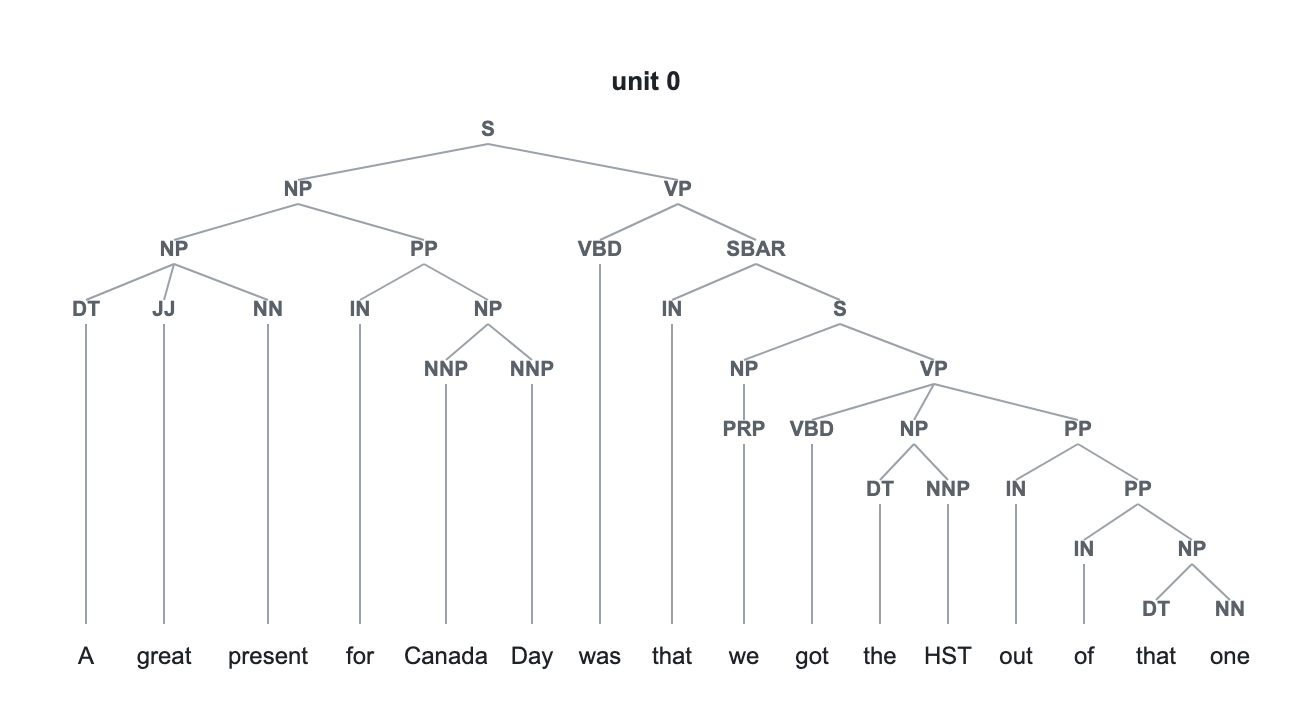 unit 0
S
NP VP
NP PP VBD SBAR
DT JJ NN IN NP IN S
NNP NNP NP VP
PRP VBD NP PP
DT NNP IN PP
IN NP
DT NN
A great present for Canada Day was that we got the HST out of that one